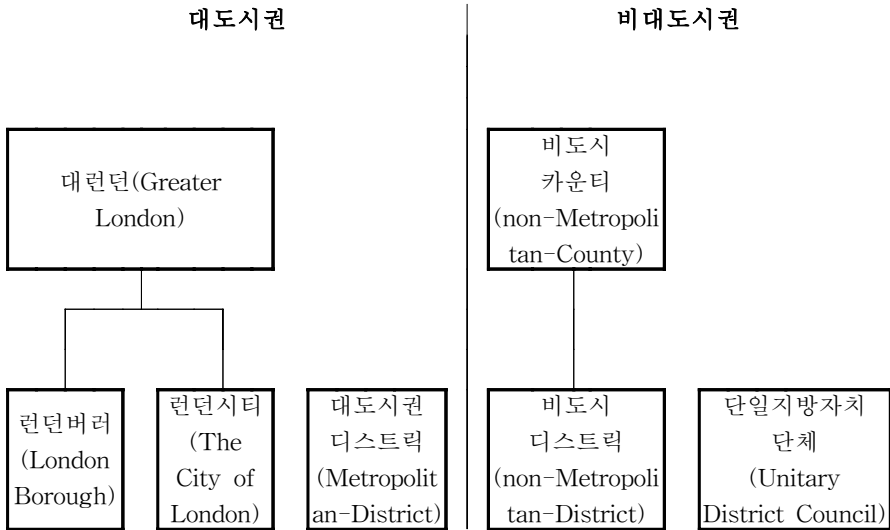 대도시권
비대도시권
대런던(Greater
London)
비도시
카운티
(non-Metropoli
tan-County)
런던버러
(London
Borough)
런던시티
(The
City of
London)
대도시권
디스트릭
(Metropolit
an-District)
비도시
디스트릭
(non-Metropoli
tan-District)
단일지방자치
단체
(Unitary
District Council)